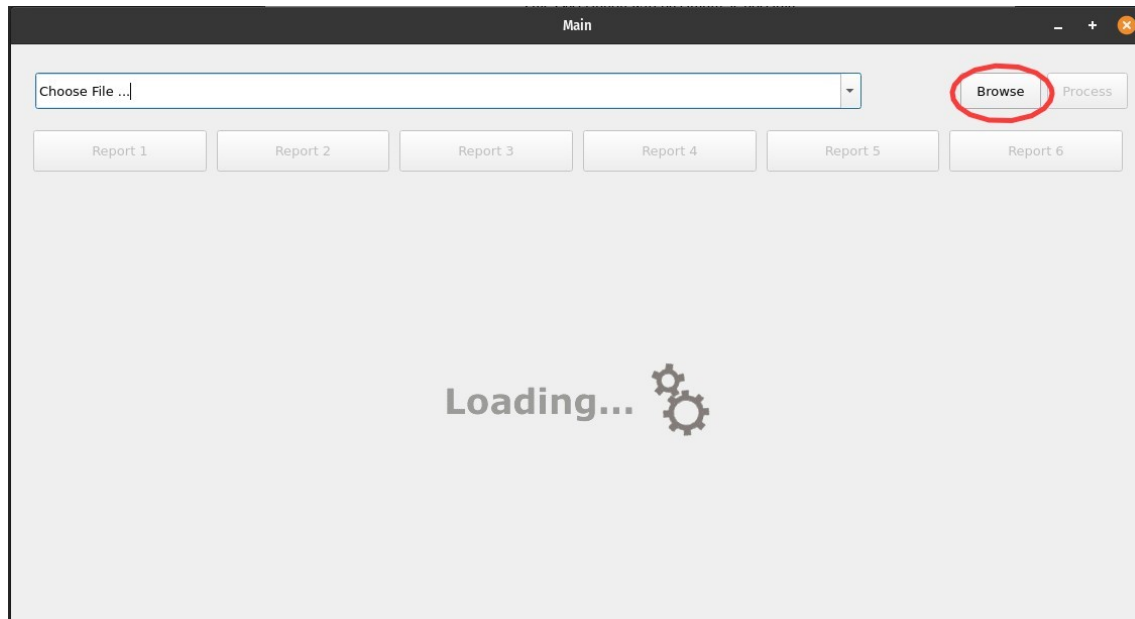 Main
Choose File ...
Browse
Process
Report 1
Report 2
Report 3
Report 4
Report 5
Report 6
Loading...